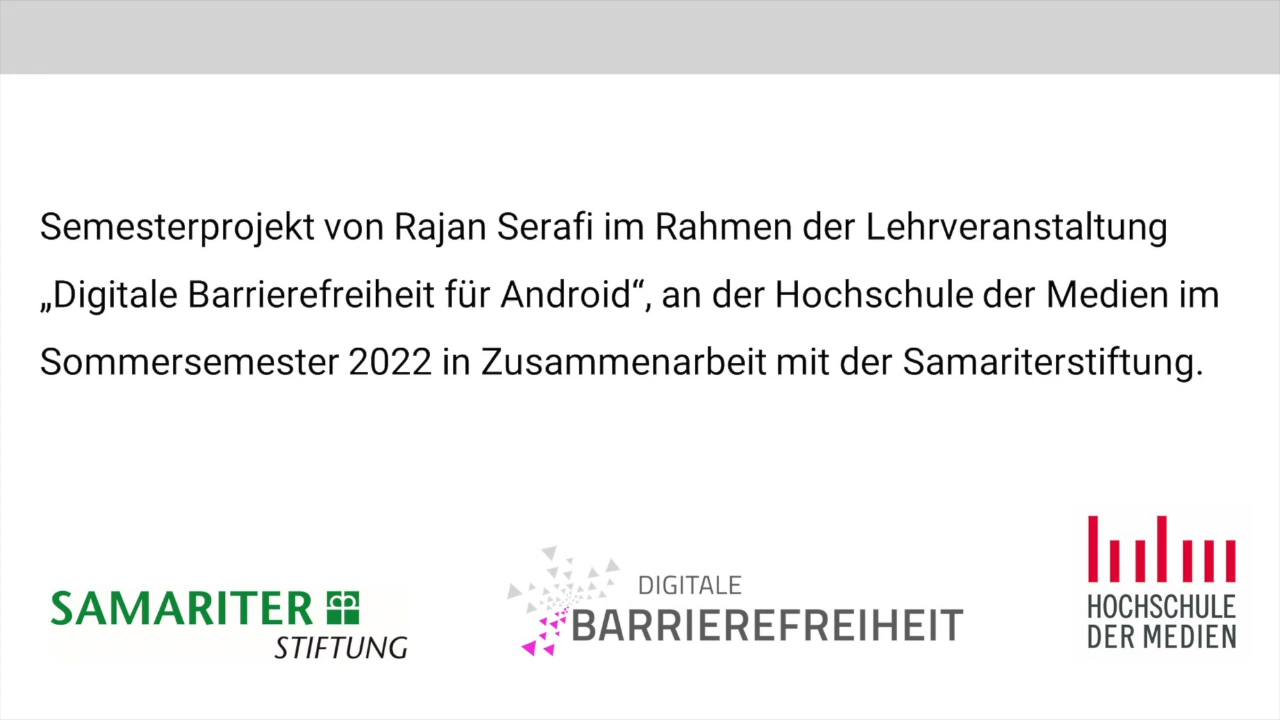 Semesterprojekt von Rajan Serafi im Rahmen der Lehrveranstaltung
„Digitale Barrierefreiheit für Android“, an der Hochschule der Medien im
Sommersemester 2022 in Zusammenarbeit mit der Samariterstiftung.
SAMARITER
STIFTUNG
DIGITALE
BARRIEREFREIHEIT
HOCHSCHULE
DER MEDIEN